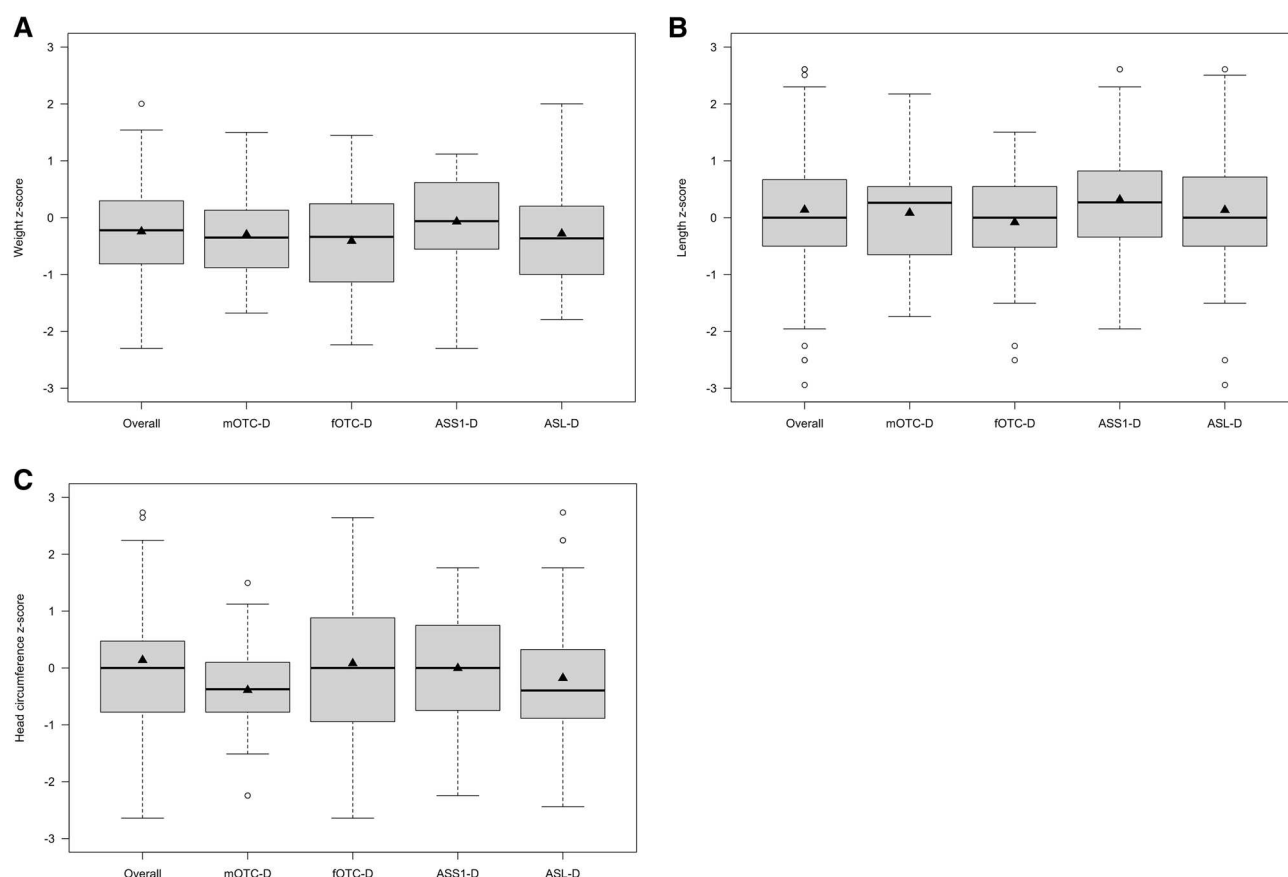 A
3
2
1
0
-1
-2
-3
Weight z-score
Overall mOTC-D fOTC-D ASS1-D ASL-D
B
3
2
1
0
-1
-2
-3
Length z-score
Overall mOTC-D fOTC-D ASS1-D ASL-D
C
3
2
1
0
-1
-2
-3
Head circumference z-score
Overall mOTC-D fOTC-D ASS1-D ASL-D